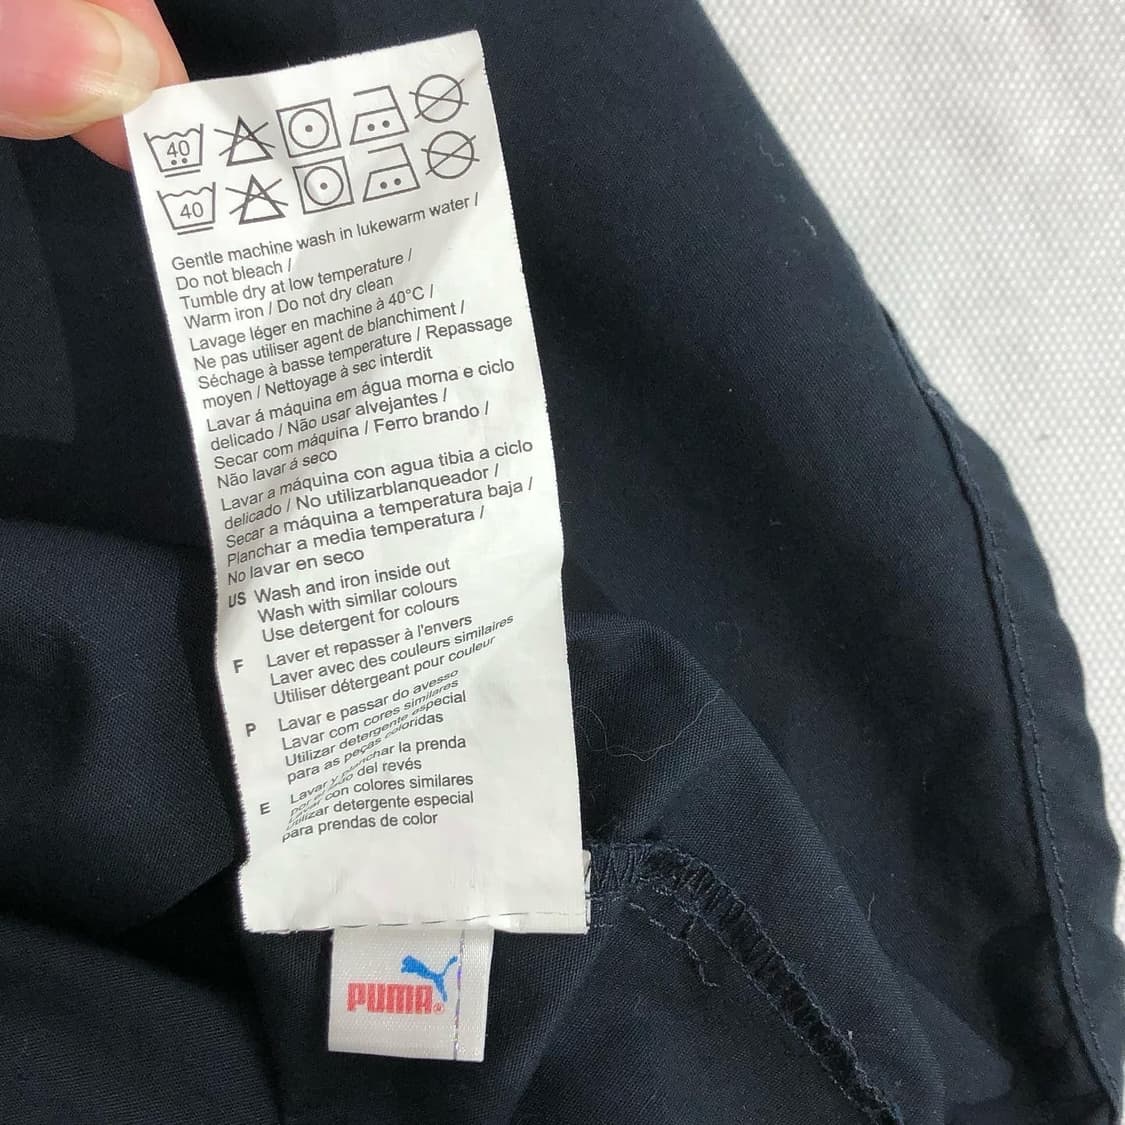 40
40
Gentle machine wash in lukewarm water /
Do not bleach /
Tumble dry at low temperature /
Warm iron / Do not dry clean
Lavage léger en machine à 40°C /
Ne pas utiliser agent de blanchiment /
Séchage à basse temperature / Repassage
moyen / Nettoyage à sec interdit
Lavar á máquina em água morna e ciclo
delicado / Não usar alvejantes /
Secar com máquina / Ferro brando /
Não lavar á seco
Lavar a máquina con agua tibia a ciclo
delicado / No utilizarblanqueador /
Secar a máquina a temperatura baja /
Planchar a media temperatura /
No lavar en seco
US Wash and iron inside out
Wash with similar colours
Use detergent for colours
F Laver et repasser à l'envers
Laver avec des couleurs similaires
Utiliser détergeant pour couleur
P Lavar e passar do avesso
Lavar com cores similares
Utilizar detergente especial
para as peças coloridas
E Lavar y planchar la prenda
por el lado del revés
Lavar con colores similares
Utilizar detergente especial
para prendas de color
PUMA®